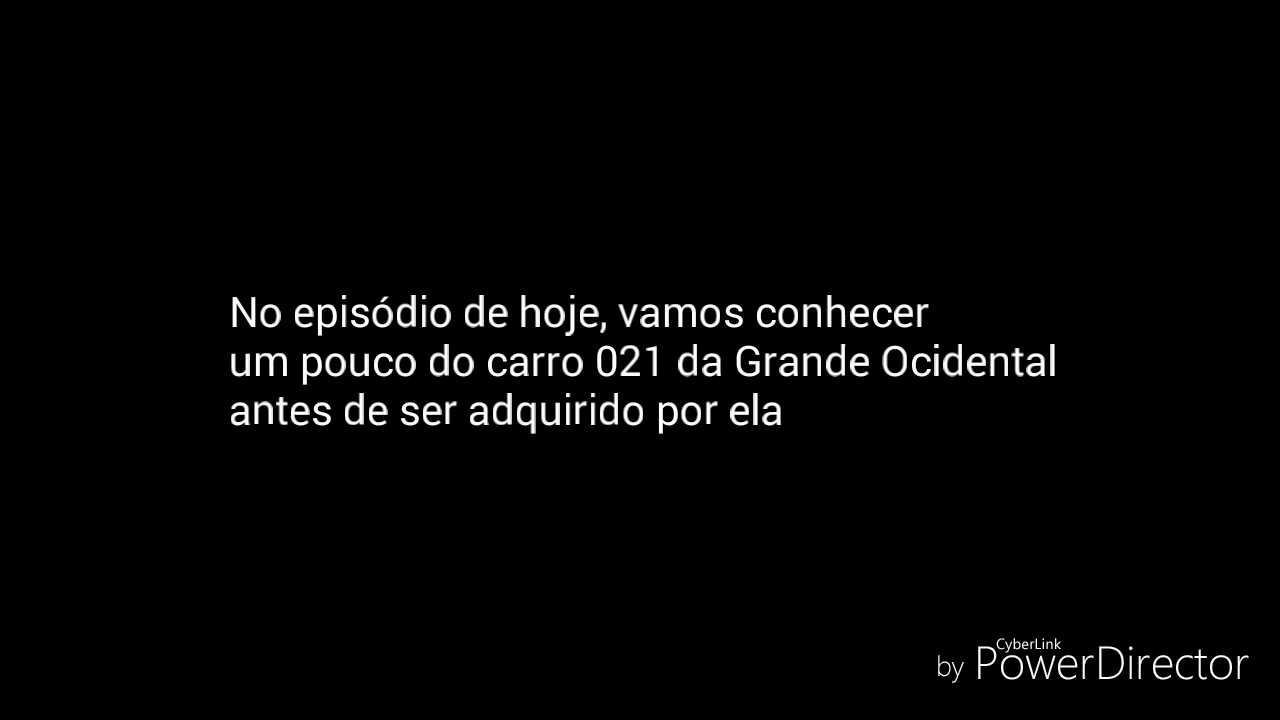 No episódio de hoje, vamos conhecer
um pouco do carro 021 da Grande Ocidental
antes de ser adquirido por ela
CyberLink
by PowerDirector